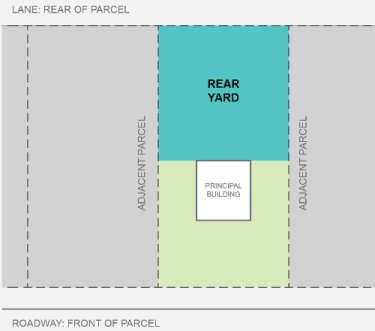 LANE: REAR OF PARCEL
REAR
YARD
ADJACENT PARCEL
ADJACENT PARCEL
PRINCIPAL
BUILDING
ROADWAY: FRONT OF PARCEL